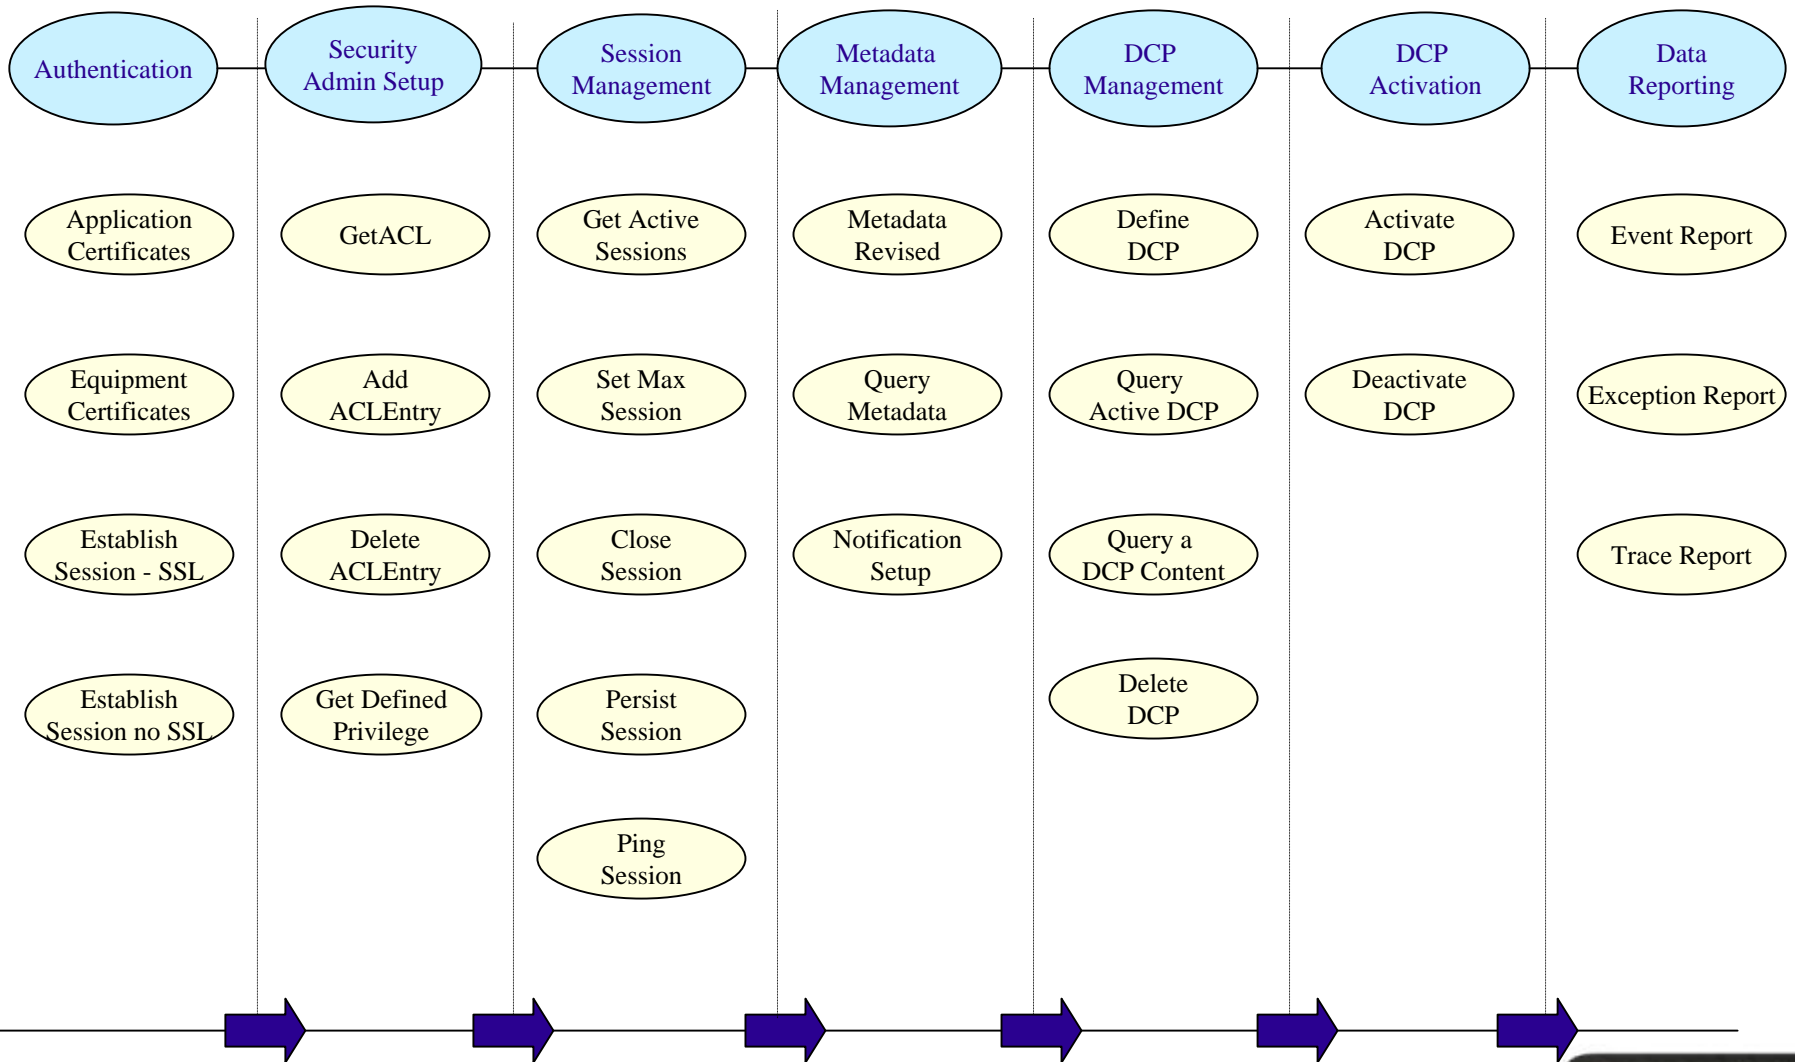 Authentication
Security
Admin Setup
Session
Management
Metadata
Management
DCP
Management
DCP
Activation
Data
Reporting
Application
Certificates
GetACL
Get Active
Sessions
Metadada
Revised
Define
DCP
Activate
DCP
Event Report
Equipment
Certificates
Add
ACLEntry
Set Max
Session
Query
Metadata
Query
Active DCP
Deactivate
DCP
Exception Report
Establish
Session - SSL
Delete
ACLEntry
Close
Session
Notification
Setup
Query a
DCP Content
Trace Report
Establish
Session no SSL
Get Defined
Privilege
Persist
Session
Delete
DCP
Ping
Session